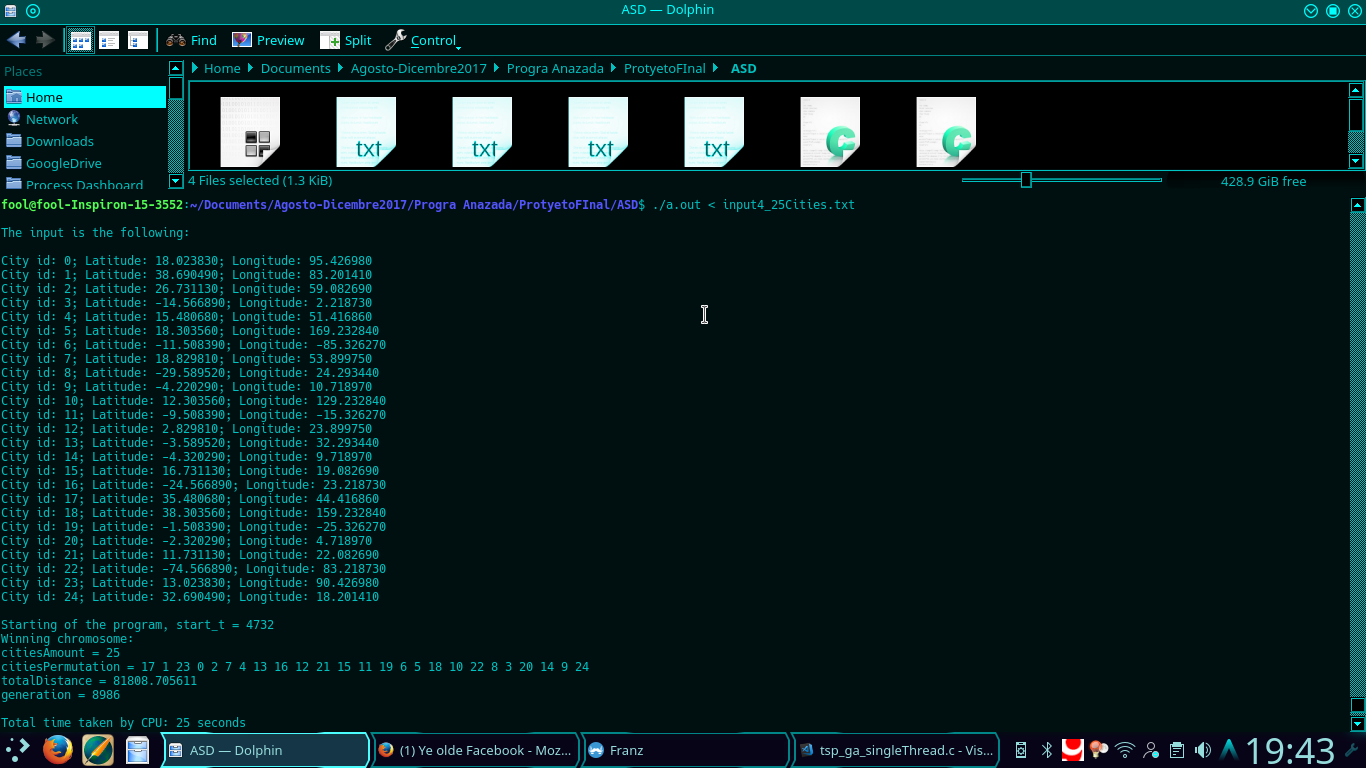 ASD — Dolphin
Find Preview Split Control
Places
Home
Network
Downloads
GoogleDrive
Process Dashboard
Home Documents Agosto-Dicembre2017 Progra Anazada ProtyetoFInal ASD
txt txt txt txt C C
4 Files selected (1.3 KiB)
428.9 GiB free
fool@fool-Inspiron-15-3552:~/Documents/Agosto-Dicembre2017/Progra Anazada/ProtyetoFInal/ASD$ ./a.out < input4_25Cities.txt
The input is the following:
City id: 0; Latitude: 18.023830; Longitude: 95.426980
City id: 1; Latitude: 38.690490; Longitude: 83.201410
City id: 2; Latitude: 26.731130; Longitude: 59.082690
City id: 3; Latitude: -14.566890; Longitude: 2.218730
City id: 4; Latitude: 15.480680; Longitude: 51.416860
City id: 5; Latitude: 18.303560; Longitude: 169.232840
City id: 6; Latitude: -11.508390; Longitude: -85.326270
City id: 7; Latitude: 18.829810; Longitude: 53.899750
City id: 8; Latitude: -29.589520; Longitude: 24.293440
City id: 9; Latitude: -4.220290; Longitude: 10.718970
City id: 10; Latitude: 12.303560; Longitude: 129.232840
City id: 11; Latitude: -9.508390; Longitude: -15.326270
City id: 12; Latitude: 2.829810; Longitude: 23.899750
City id: 13; Latitude: -3.589520; Longitude: 32.293440
City id: 14; Latitude: -4.320290; Longitude: 9.718970
City id: 15; Latitude: 16.731130; Longitude: 19.082690
City id: 16; Latitude: -24.566890; Longitude: 23.218730
City id: 17; Latitude: 35.480680; Longitude: 44.416860
City id: 18; Latitude: 38.303560; Longitude: 159.232840
City id: 19; Latitude: -1.508390; Longitude: -25.326270
City id: 20; Latitude: -2.320290; Longitude: 4.718970
City id: 21; Latitude: 11.731130; Longitude: 22.082690
City id: 22; Latitude: -74.566890; Longitude: 83.218730
City id: 23; Latitude: 13.023830; Longitude: 90.426980
City id: 24; Latitude: 32.690490; Longitude: 18.201410
Starting of the program, start_t = 4732
Winning chromosome:
citiesAmount = 25
citiesPermutation = 17 1 23 0 2 7 4 13 16 12 21 15 11 19 6 5 18 10 22 8 3 20 14 9 24
totalDistance = 81808.705611
generation = 8986
Total time taken by CPU: 25 seconds
ASD — Dolphin (1) Ye olde Facebook - Moz... Franz tsp_ga_singleThread.c - Vis... 19:43